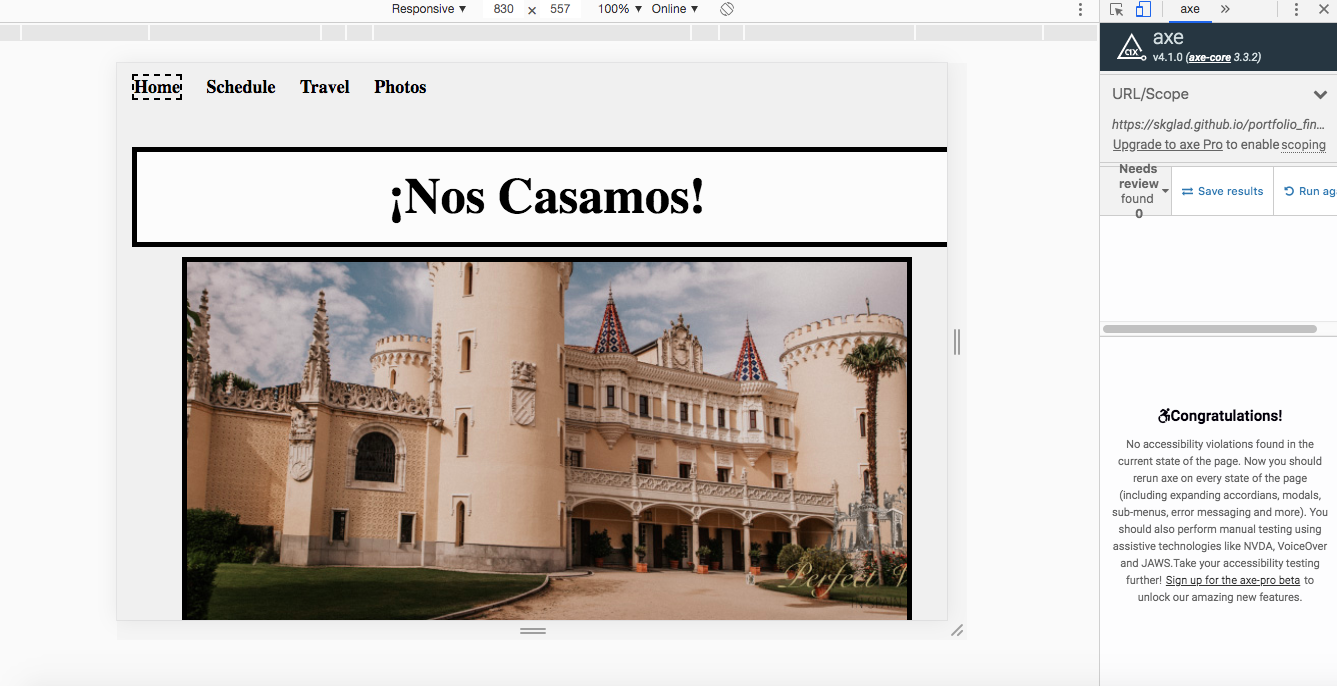 Responsive ▼ 830 × 557 100% ▼ Online ▼
axe »
Home Schedule Travel Photos
¡Nos Casamos!
Perfect
axe
v4.1.0 (axe-core 3.3.2)
URL/Scope
https://skglad.github.io/portfolio_fin...
Upgrade to axe Pro to enable scoping
Needs
review
found
0
Save results
Run aga
Congratulations!
No accessibility violations found in the
current state of the page. Now you should
rerun axe on every state of the page
(including expanding accordians, modals,
sub-menus, error messaging and more). You
should also perform manual testing using
assistive technologies like NVDA, VoiceOver
and JAWS.Take your accessibility testing
further! Sign up for the axe-pro beta to
unlock our amazing new features.